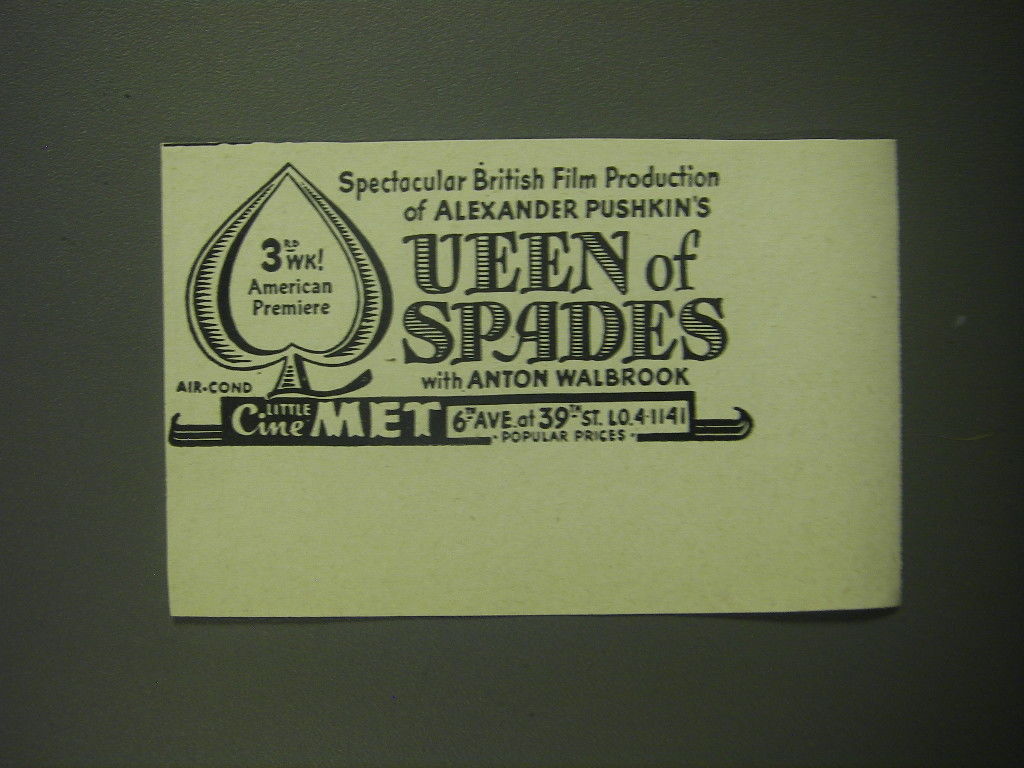 Spectacular British Film Production
of ALEXANDER PUSHKIN'S
QUEEN of
SPADES
with ANTON WALBROOK
3RD WK!
American
Premiere
AIR-COND
LITTLE
Cine MET 6TH AVE. at 39TH ST. LO. 4-1141
• POPULAR PRICES •